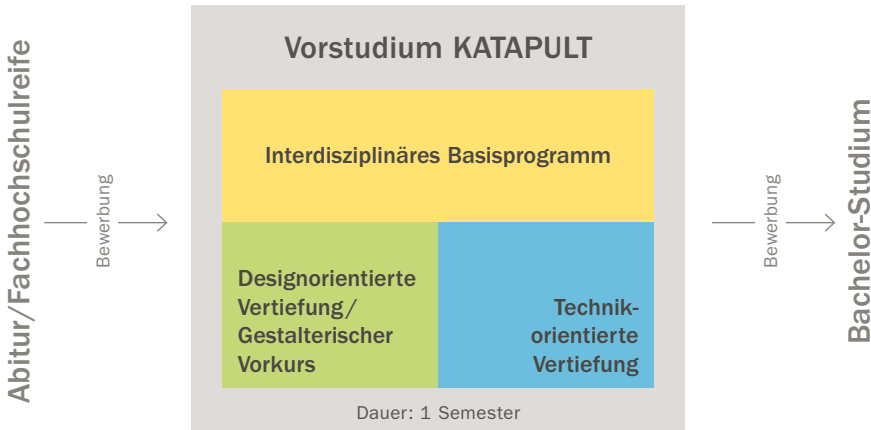 Abitur/Fachhochschulreife
Bewerbung
Vorstudium KATAPULT
Interdisziplinäres Basisprogramm
Designorientierte
Vertiefung/
Gestalterischer
Vorkurs
Technik-
orientierte
Vertiefung
Dauer: 1 Semester
Bewerbung
Bachelor-Studium